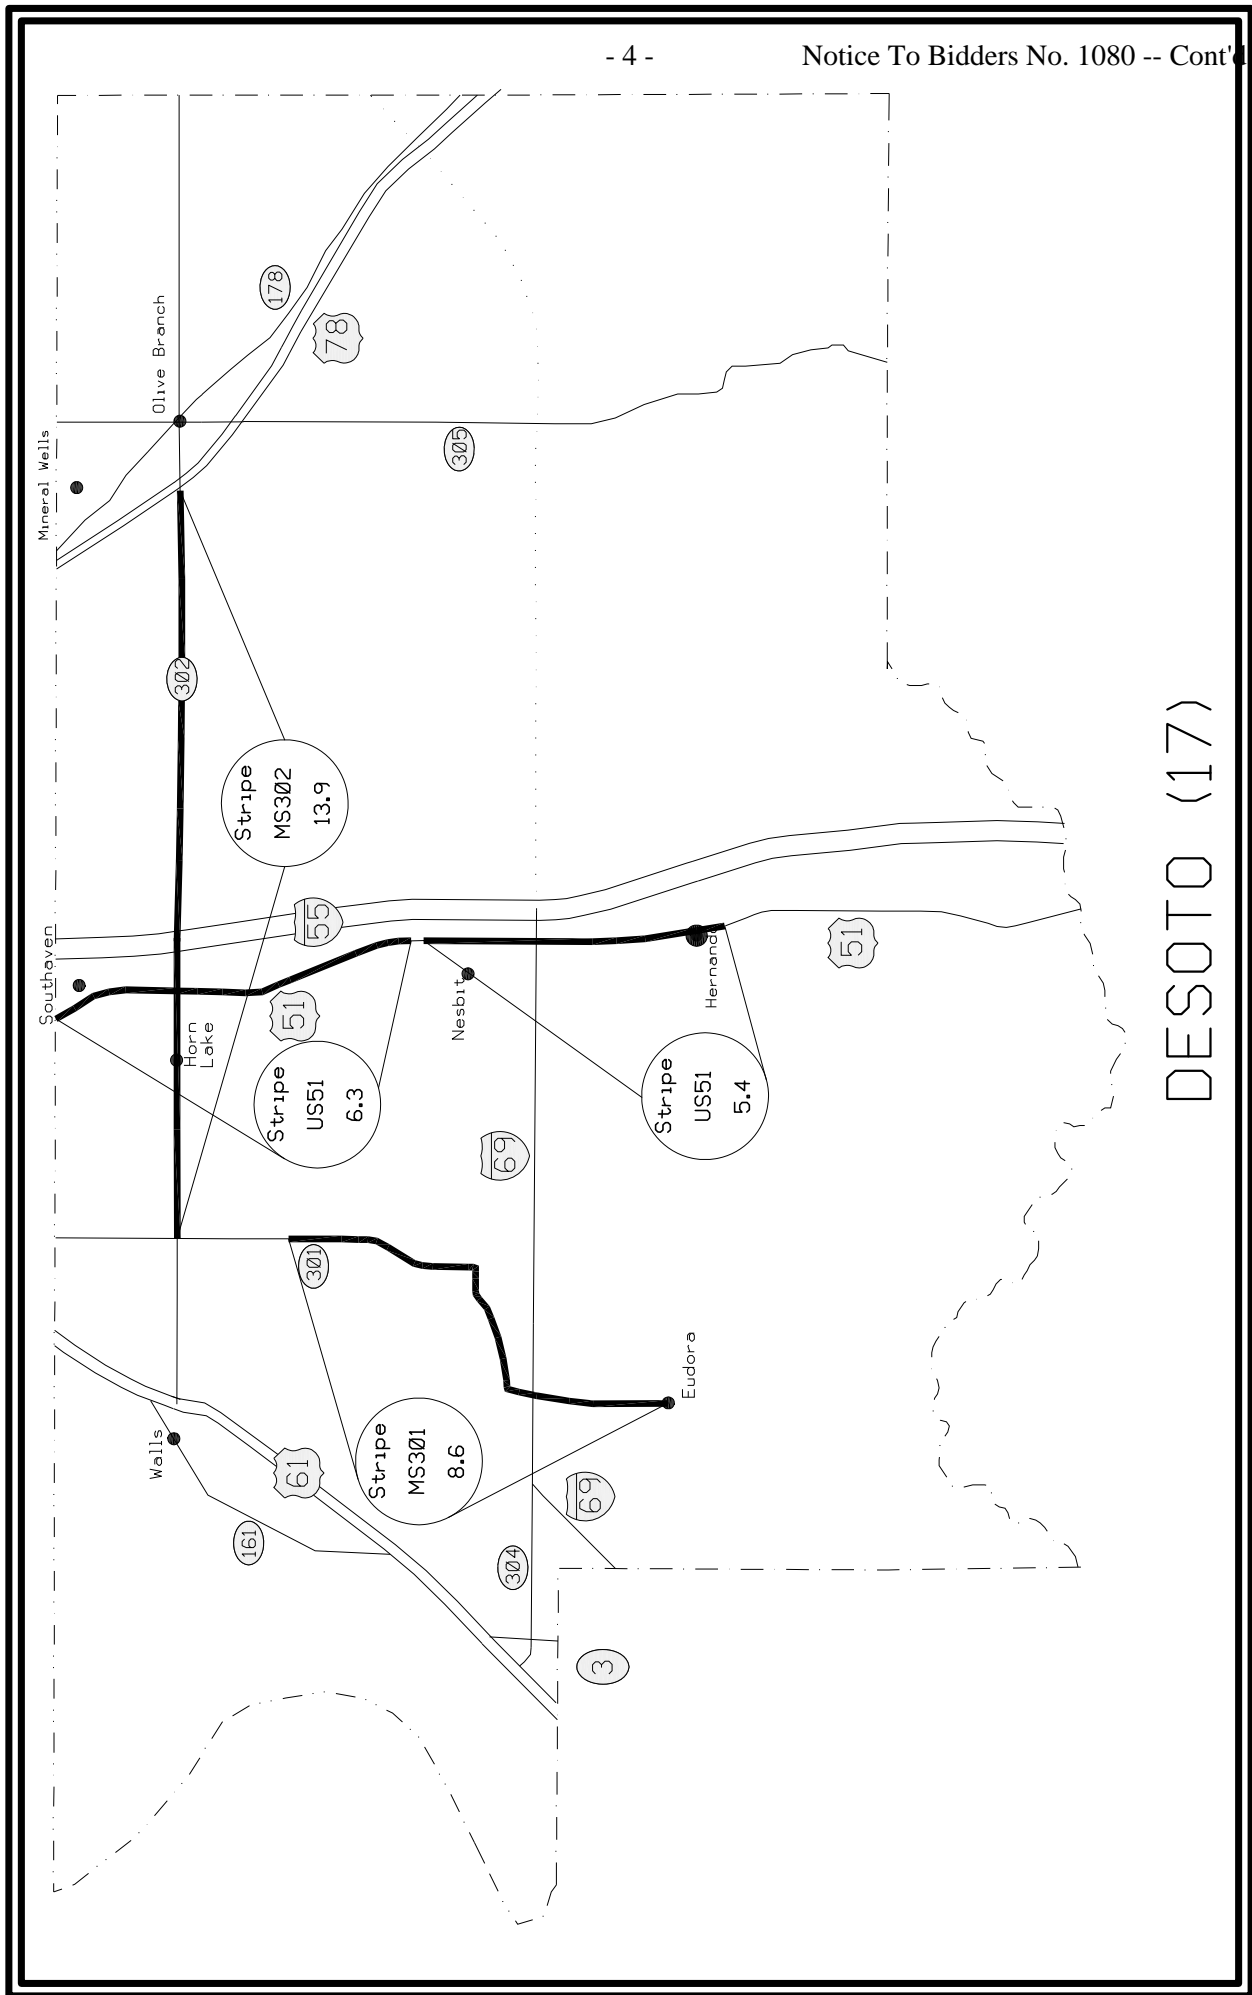 - 4 -
Notice To Bidders No. 1080 -- Cont'd
Mineral Wells
Olive Branch
178
78
305
302
Stripe
MS302
13.9
Southaven
55
Horn
Lake
51
Stripe
US51
6.3
Nesbit
Hernando
51
Stripe
US51
5.4
69
301
Walls
61
161
Stripe
MS301
8.6
Eudora
69
304
3
DESOTO (17)